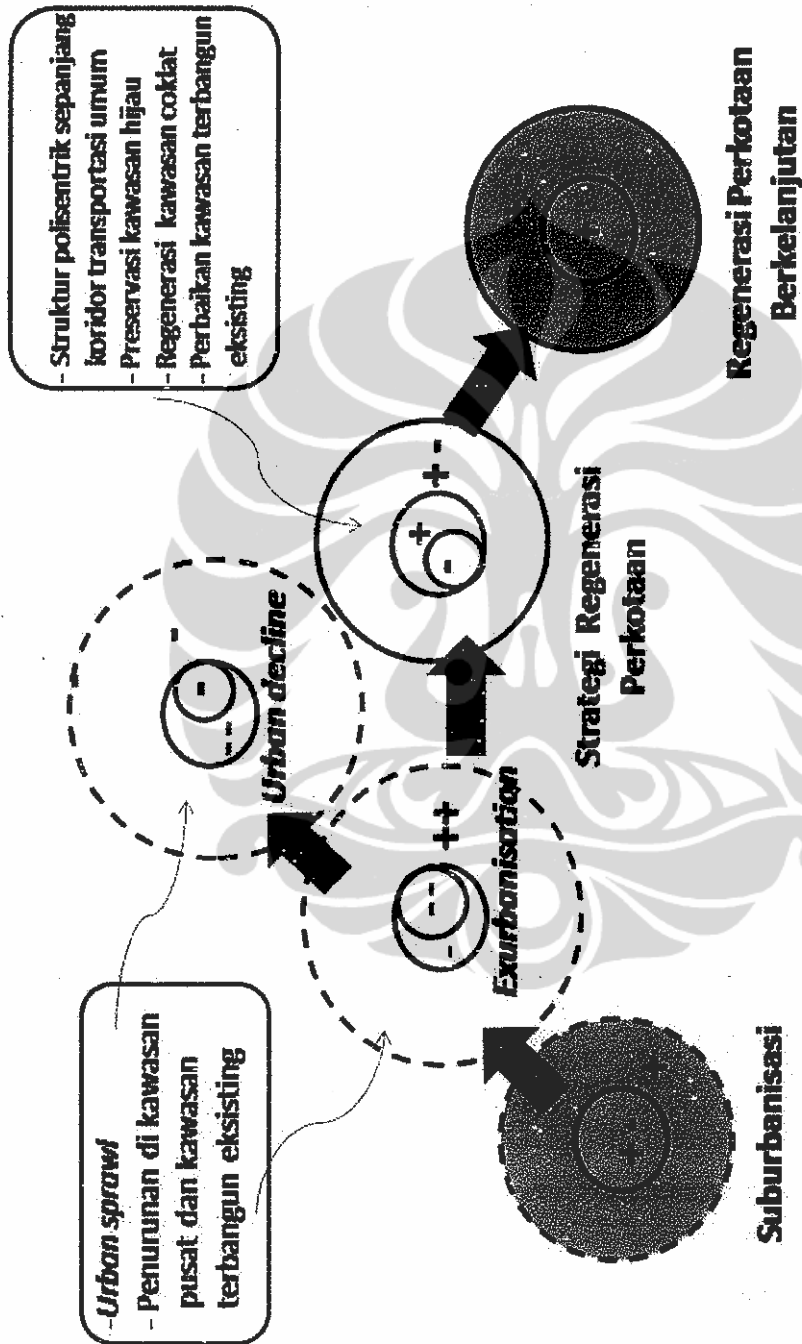 - Urban sprawl
- Penurunan di kawasan
pusat dan kawasan
terbangun eksisting
- Struktur polisentrik sepanjang
koridor transportasi umum
- Preservasi kawasan hijau
- Regenerasi kawasan coklat
- Perbaikan kawasan terbangun
eksisting
-
-
--
Urban decline
--
-
++
Exurbanisation
+
-
+ -
Strategi Regenerasi
Perkotaan
Suburbanisasi
Regenerasi Perkotaan
Berkelanjutan